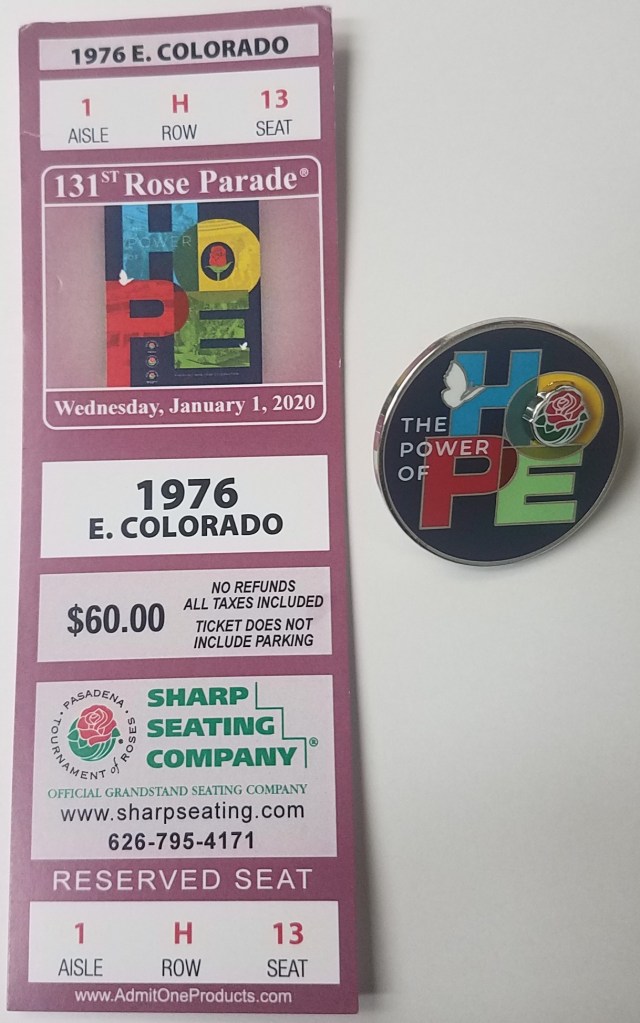 1976 E. COLORADO
1 H 13
AISLE ROW SEAT
131ST Rose Parade®
POWER
HOPE
Wednesday, January 1, 2020
1976
E. COLORADO
$60.00
NO REFUNDS
ALL TAXES INCLUDED
TICKET DOES NOT
INCLUDE PARKING
PASADENA
TOURNAMENT of ROSES
SHARP
SEATING
COMPANY®
OFFICIAL GRANDSTAND SEATING COMPANY
www.sharpseating.com
626-795-4171
RESERVED SEAT
1 H 13
AISLE ROW SEAT
www.AdmitOneProducts.com
THE
POWER
OF
HO
PE